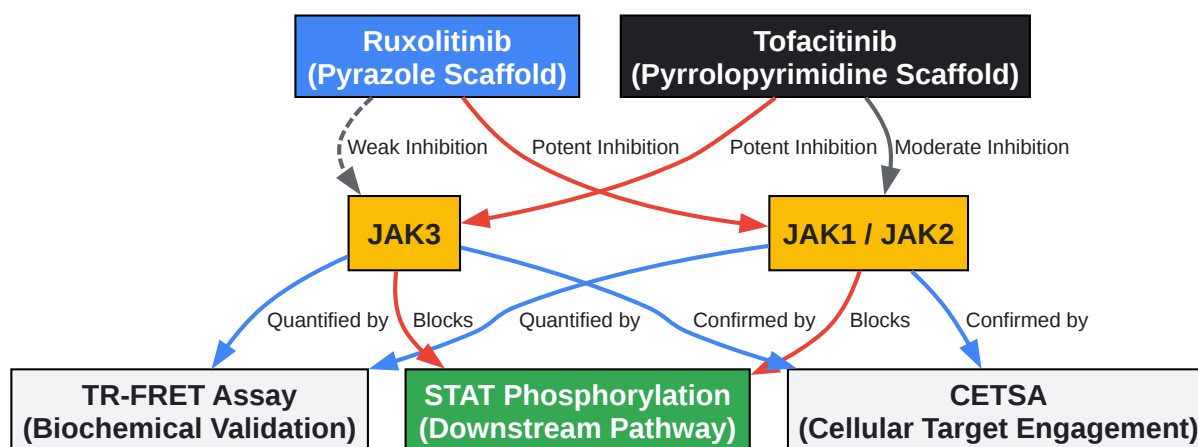 Ruxolitinib
(Pyrazole Scaffold)
Tofacitinib
(Pyrrolopyrimidine Scaffold)
Weak Inhibition
Potent Inhibition
Potent Inhibition
Moderate Inhibition
JAK3
JAK1 / JAK2
Quantified by
Blocks
Quantified by
Confirmed by
Blocks
Confirmed by
TR-FRET Assay
(Biochemical Validation)
STAT Phosphorylation
(Downstream Pathway)
CETSA
(Cellular Target Engagement)